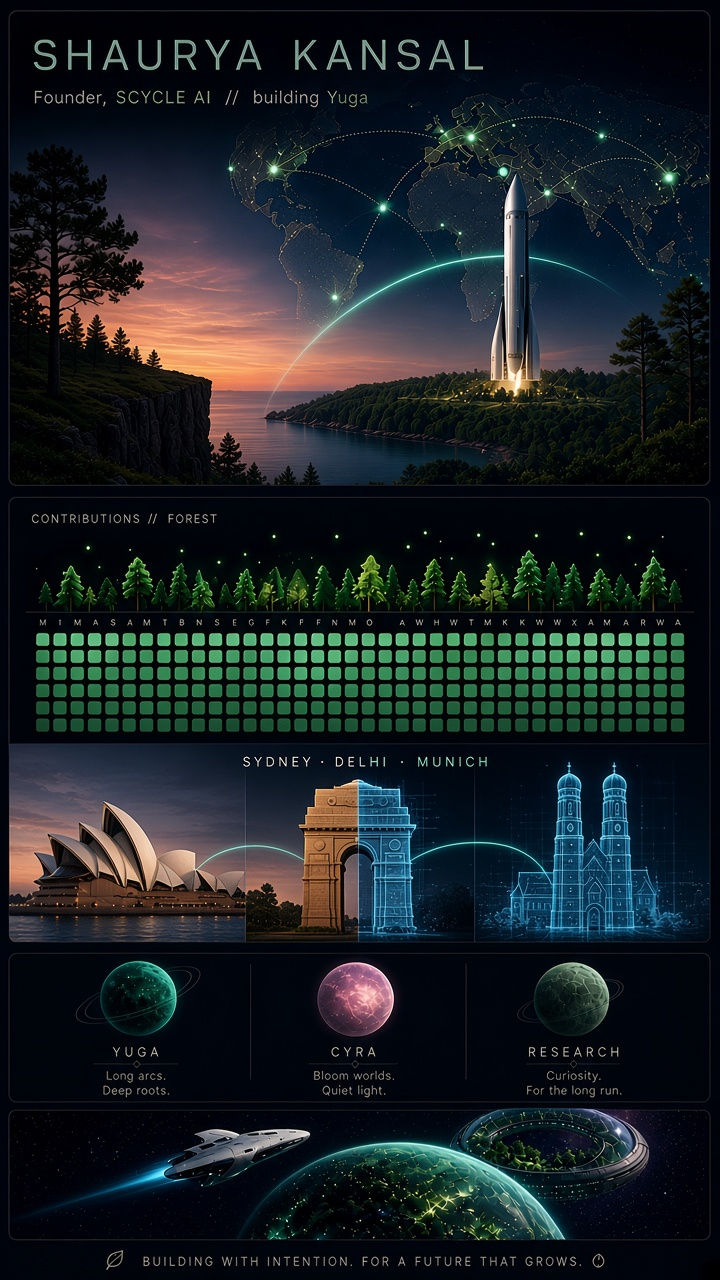 SHAURYA KANSAL
Founder, SCYCLE AI // building Yuga
CONTRIBUTIONS // FOREST
M I M A S A M T B N S E G F K F F N M O A W H W T M K K W W X A M A R W A
SYDNEY · DELHI · MUNICH
YUGA
Long arcs.
Deep roots.
CYRA
Bloom worlds.
Quiet light.
RESEARCH
Curiosity.
For the long run.
BUILDING WITH INTENTION. FOR A FUTURE THAT GROWS.